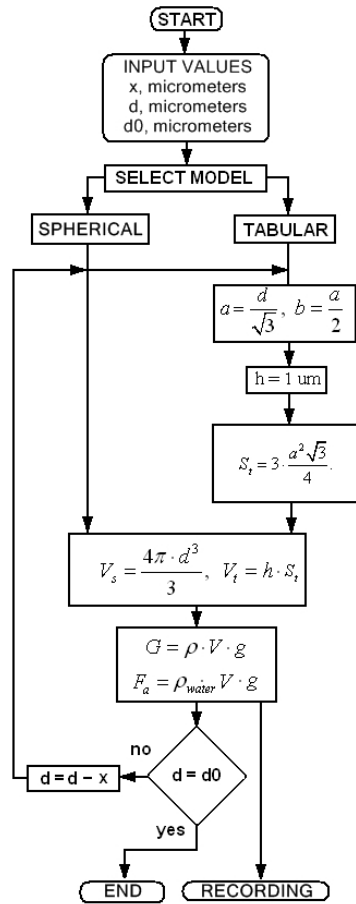 START
INPUT VALUES
x, micrometers
d, micrometers
d0, micrometers
SELECT MODEL
SPHERICAL
TABULAR
a = d/√3, b = a/2
h = 1 um
S_t = 3 · a²√3/4.
V_s = 4π · d³/3, V_t = h · S_t
G = ρ · V · g
F_a = ρ_water V · g
no
d = d - x
d = d0
yes
END
RECORDING